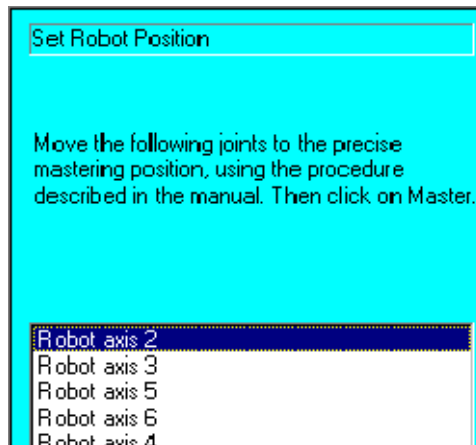 Set Robot Position
Move the following joints to the precise
mastering position, using the procedure
described in the manual. Then click on Master.
Robot axis 2
Robot axis 3
Robot axis 5
Robot axis 6
Robot axis 4